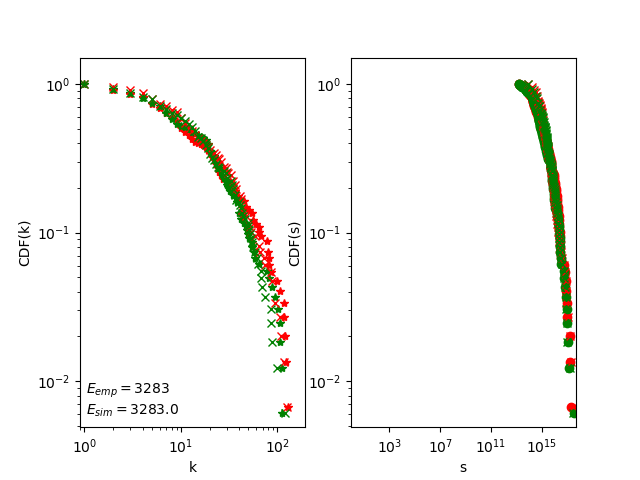 10^0
10^-1
10^-2
CDF(k)
E_emp = 3283
E_sim = 3283.0
10^0 10^1 10^2
k
10^0
10^-1
10^-2
CDF(s)
10^3 10^7 10^11 10^15
s